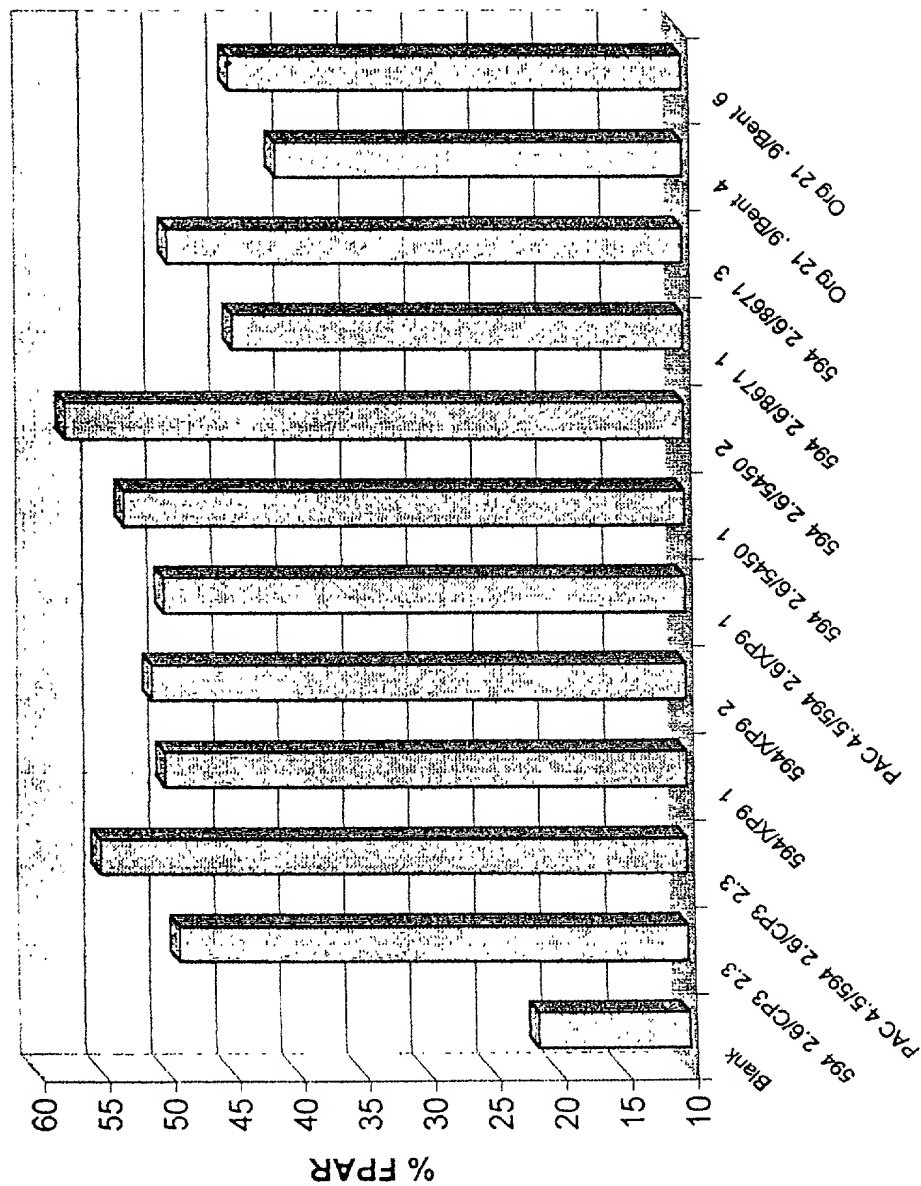 % FPAR
60
55
50
45
40
35
30
25
20
15
10
Blank
594 2.6/CP3 2.3
PAC 4.5/594 2.6/CP3 2.3
594/XP9 1
594/XP9 2
PAC 4.5/594 2.6/XP9 1
594 2.6/5450 1
594 2.6/5450 2
594 2.6/8671 1
594 2.6/8671 3
Org 21 .9/Bent 4
Org 21 .9/Bent 6